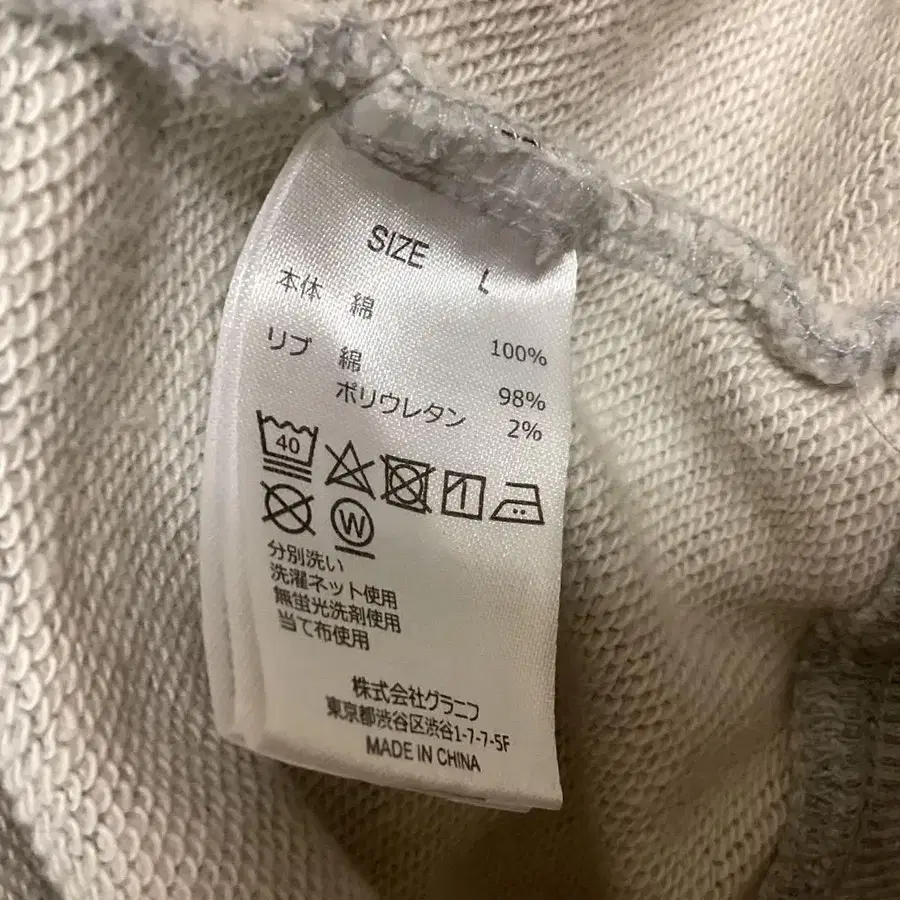 SIZE L
本体 綿 100%
リブ 綿 98%
ポリウレタン 2%
40
W
分別洗い
洗濯ネット使用
無蛍光洗剤使用
当て布使用
株式会社グラニフ
東京都渋谷区渋谷1-7-7-5F
MADE IN CHINA